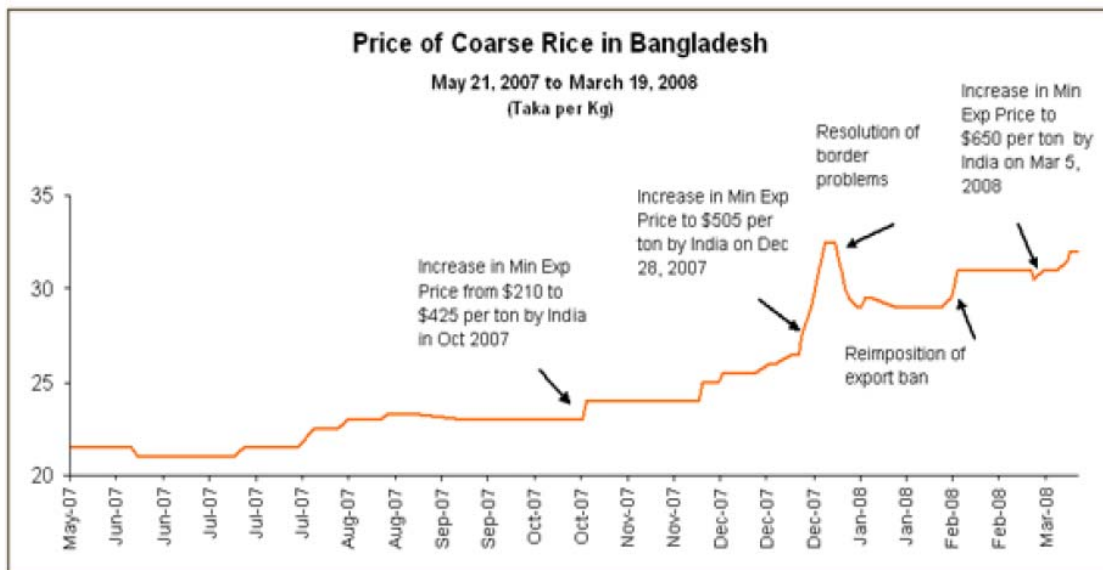 Price of Coarse Rice in Bangladesh
May 21, 2007 to March 19, 2008
(Taka per Kg)
Increase in Min
Exp Price to
$650 per ton by
India on Mar 5,
2008
Resolution of
border
problems
Increase in Min Exp
Price to $505 per
ton by India on Dec
28, 2007
Increase in Min Exp
Price from $210 to
$425 per ton by India
in Oct 2007
Reimposition of
export ban
35
30
25
20
May-07
Jun-07
Jun-07
Jul-07
Jul-07
Jul-07
Aug-07
Aug-07
Sep-07
Sep-07
Oct-07
Oct-07
Nov-07
Nov-07
Dec-07
Dec-07
Dec-07
Jan-08
Jan-08
Feb-08
Feb-08
Mar-08